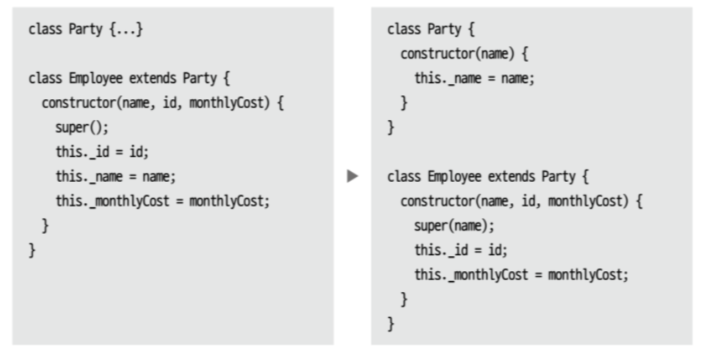 class Party {...}
class Employee extends Party {
constructor(name, id, monthlyCost) {
super();
this._id = id;
this._name = name;
this._monthlyCost = monthlyCost;
}
}
class Party {
constructor(name) {
this._name = name;
}
}
class Employee extends Party {
constructor(name, id, monthlyCost) {
super(name);
this._id = id;
this._monthlyCost = monthlyCost;
}
}